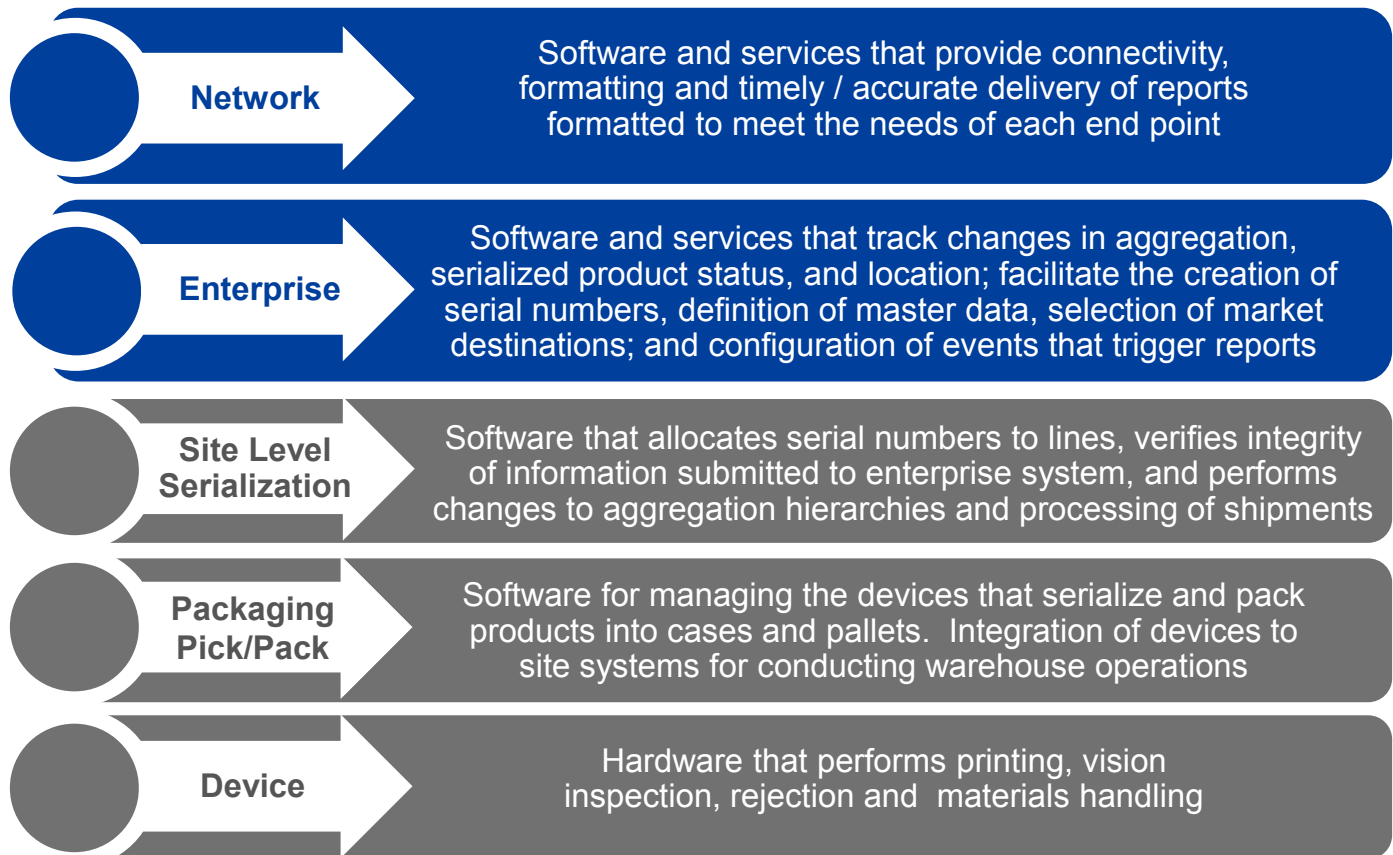 Network
Software and services that provide connectivity,
formatting and timely / accurate delivery of reports
formatted to meet the needs of each end point
Enterprise
Software and services that track changes in aggregation,
serialized product status, and location; facilitate the creation of
serial numbers, definition of master data, selection of market
destinations; and configuration of events that trigger reports
Site Level
Serialization
Software that allocates serial numbers to lines, verifies integrity
of information submitted to enterprise system, and performs
changes to aggregation hierarchies and processing of shipments
Packaging
Pick/Pack
Software for managing the devices that serialize and pack
products into cases and pallets.  Integration of devices to
site systems for conducting warehouse operations
Device
Hardware that performs printing, vision
inspection, rejection and  materials handling